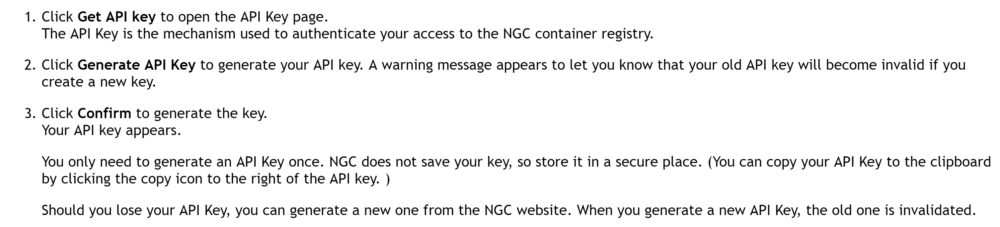 1. Click Get API key to open the API Key page.
The API Key is the mechanism used to authenticate your access to the NGC container registry.
2. Click Generate API Key to generate your API key. A warning message appears to let you know that your old API key will become invalid if you
create a new key.
3. Click Confirm to generate the key.
Your API key appears.
You only need to generate an API Key once. NGC does not save your key, so store it in a secure place. (You can copy your API Key to the clipboard
by clicking the copy icon to the right of the API key. )
Should you lose your API Key, you can generate a new one from the NGC website. When you generate a new API Key, the old one is invalidated.